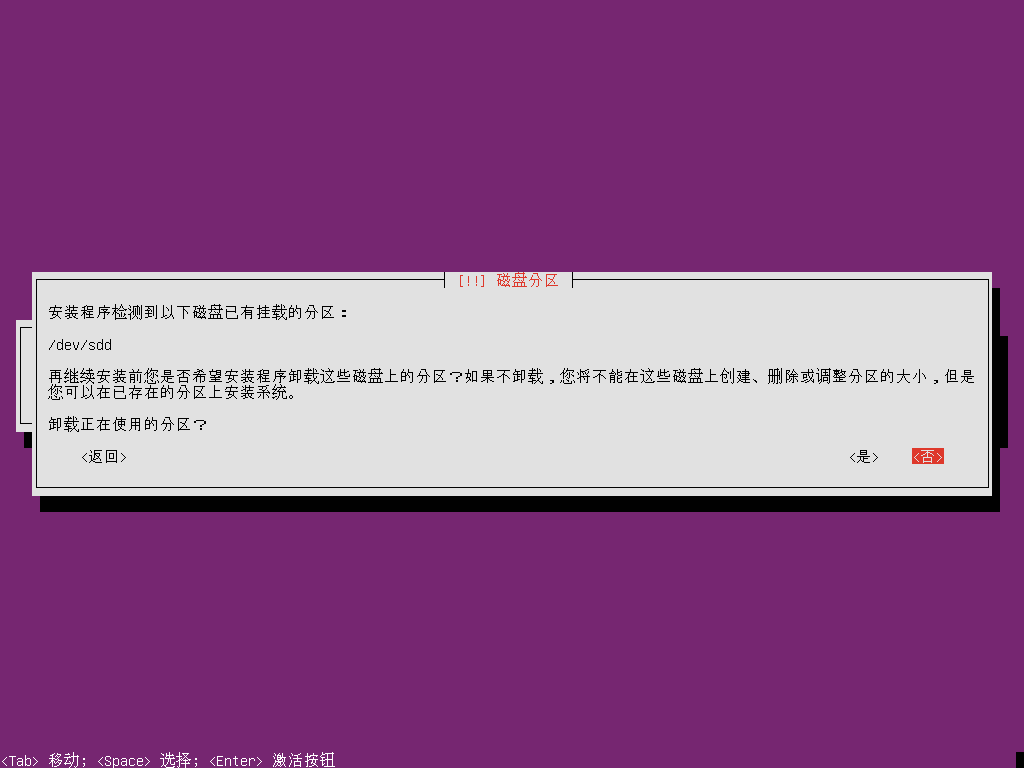 [!!] 磁盘分区
安装程序检测到以下磁盘已有挂载的分区：
/dev/sdd
再继续安装前您是否希望安装程序卸载这些磁盘上的分区？如果不卸载，您将不能在这些磁盘上创建、删除或调整分区的大小，但是
您可以在已存在的分区上安装系统。
卸载正在使用的分区？
<返回> <是> <否>
<Tab> 移动; <Space> 选择; <Enter> 激活按钮